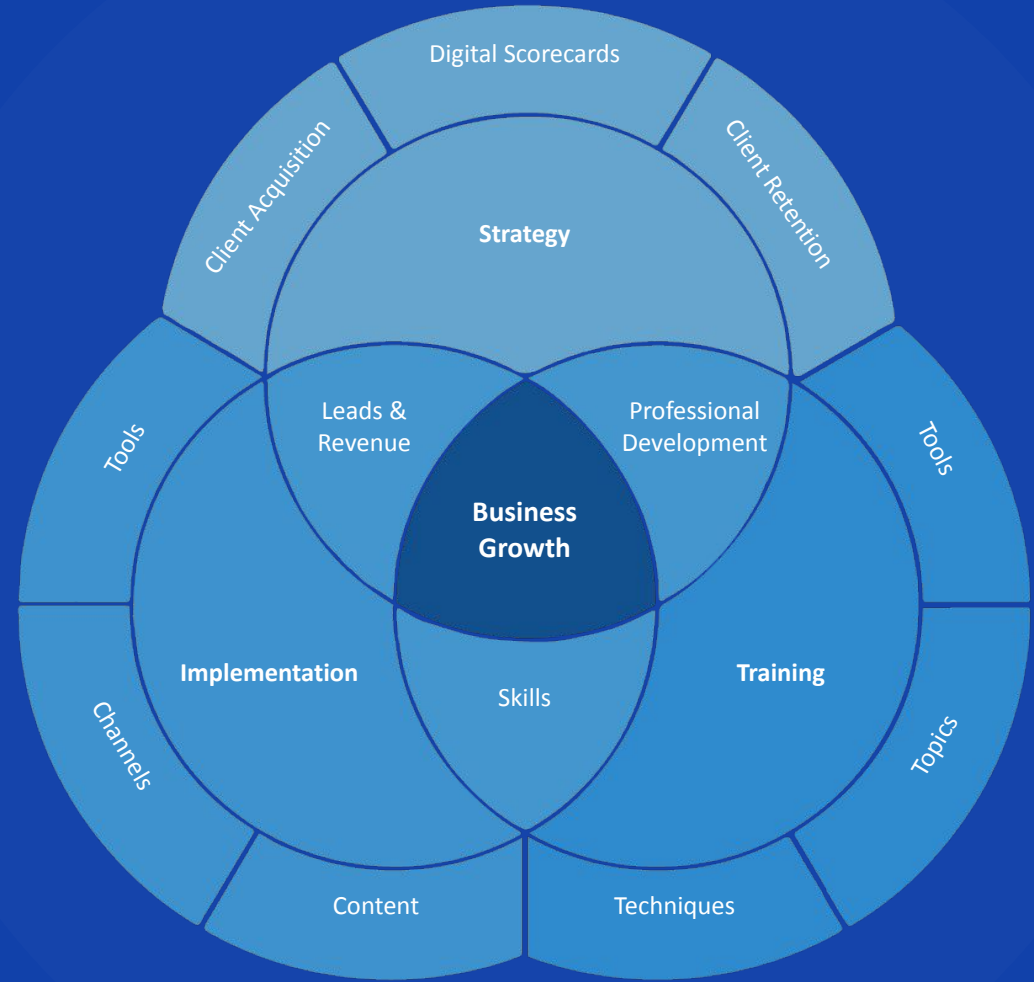 Digital Scorecards
Client Acquisition
Client Retention
Strategy
Leads &
Revenue
Professional
Development
Tools
Tools
Business
Growth
Implementation
Training
Skills
Channels
Topics
Content
Techniques